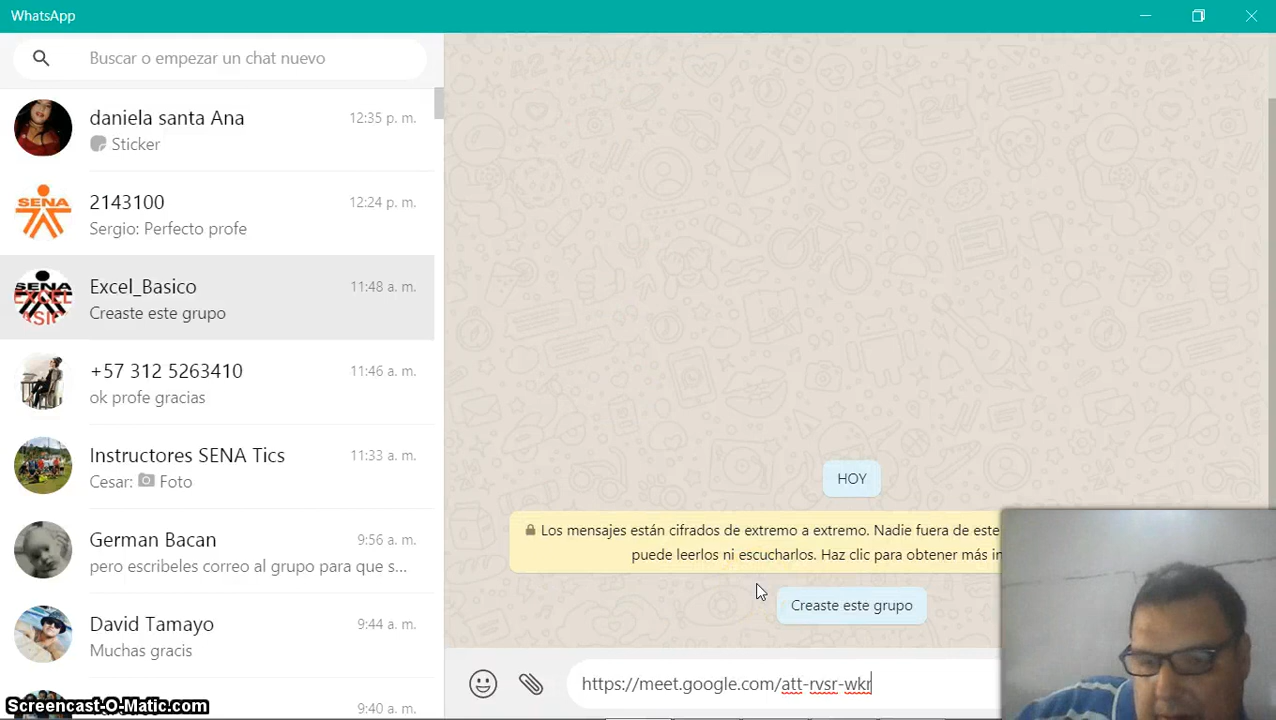 WhatsApp
Buscar o empezar un chat nuevo
daniela santa Ana
12:35 p. m.
Sticker
2143100
12:24 p. m.
Sergio: Perfecto profe
SENA
Excel_Basico
11:48 a. m.
Creaste este grupo
SENA
EXCEL
+57 312 5263410
11:46 a. m.
ok profe gracias
Instructores SENA Tics
11:33 a. m.
Cesar: Foto
German Bacan
9:56 a. m.
pero escribeles correo al grupo para que s...
David Tamayo
9:44 a. m.
Muchas gracis
9:40 a. m.
HOY
Los mensajes están cifrados de extremo a extremo. Nadie fuera de este
puede leerlos ni escucharlos. Haz clic para obtener más in
Creaste este grupo
https://meet.google.com/att-rvsr-wkr
Screencast-O-Matic.com